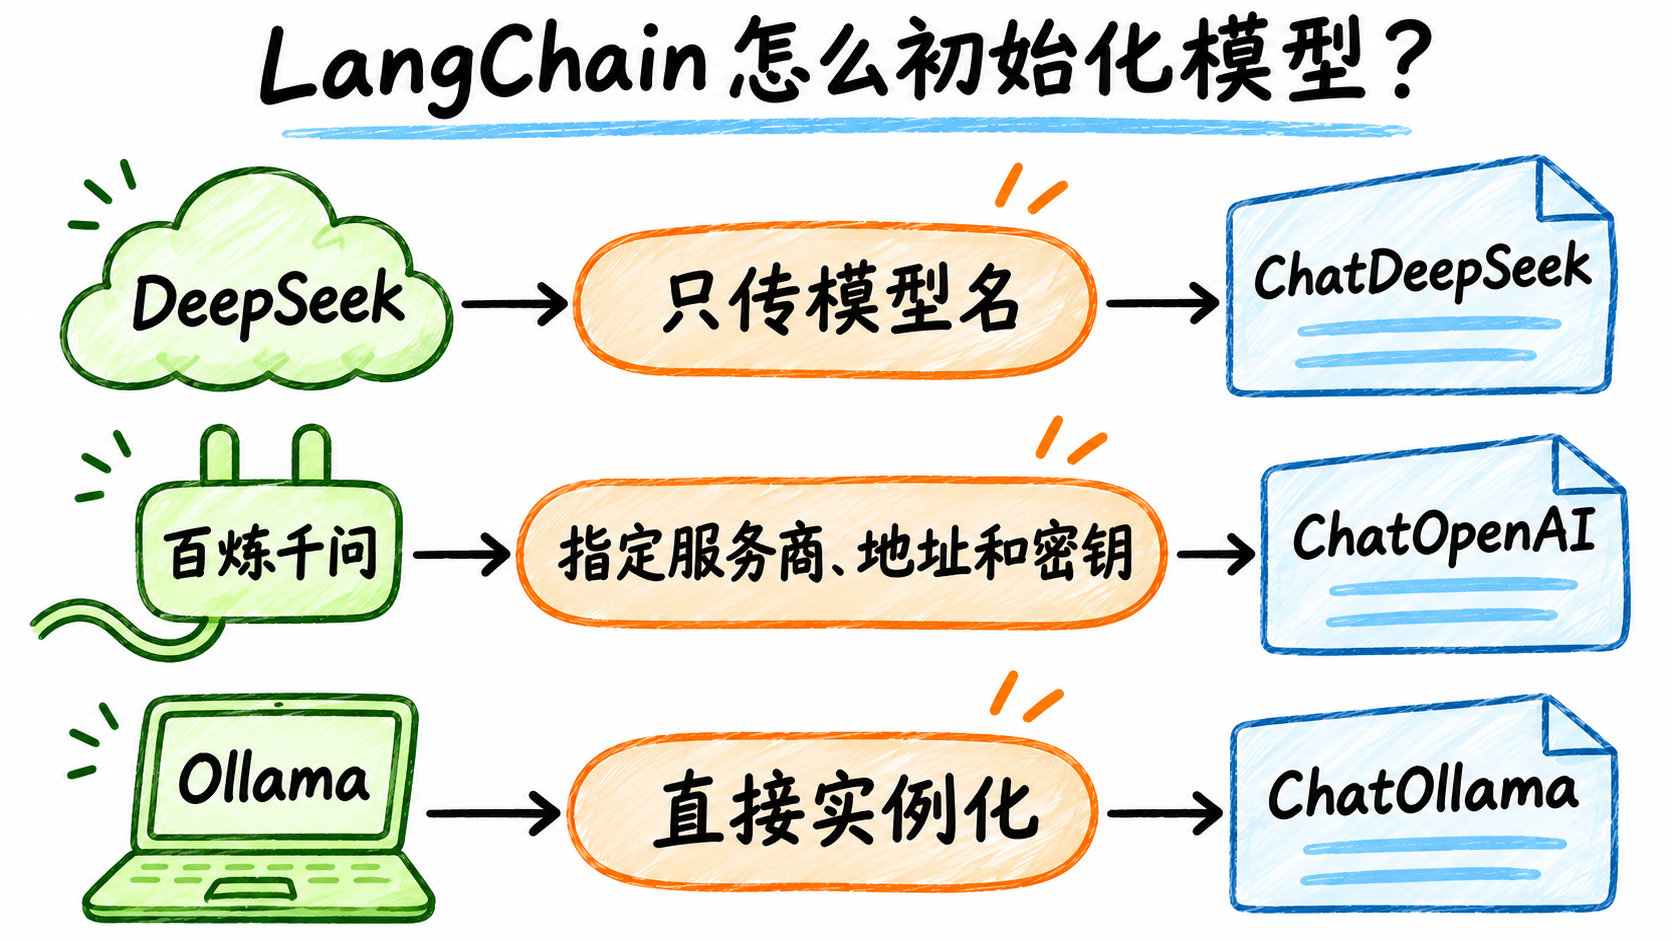 LangChain 怎么初始化模型？
DeepSeek
只传模型名
ChatDeepSeek
百炼千问
指定服务商、地址和密钥
ChatOpenAI
Ollama
直接实例化
ChatOllama